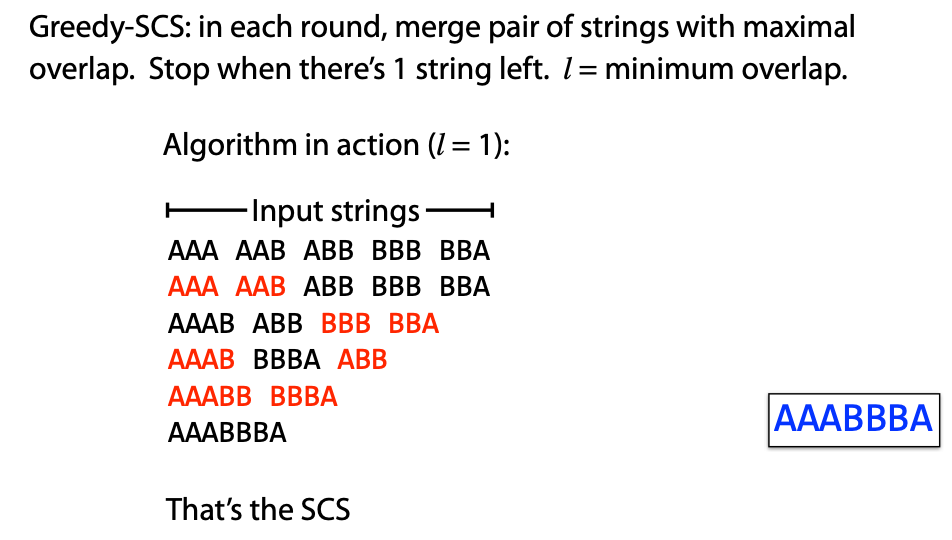 Greedy-SCS: in each round, merge pair of strings with maximal
overlap. Stop when there’s 1 string left. l = minimum overlap.
Algorithm in action (l = 1):
Input strings
AAA AAB ABB BBB BBA
AAA AAB ABB BBB BBA
AAAB ABB BBB BBA
AAAB BBBA ABB
AAABB BBBA
AAABBBA
AAABBBA
That’s the SCS